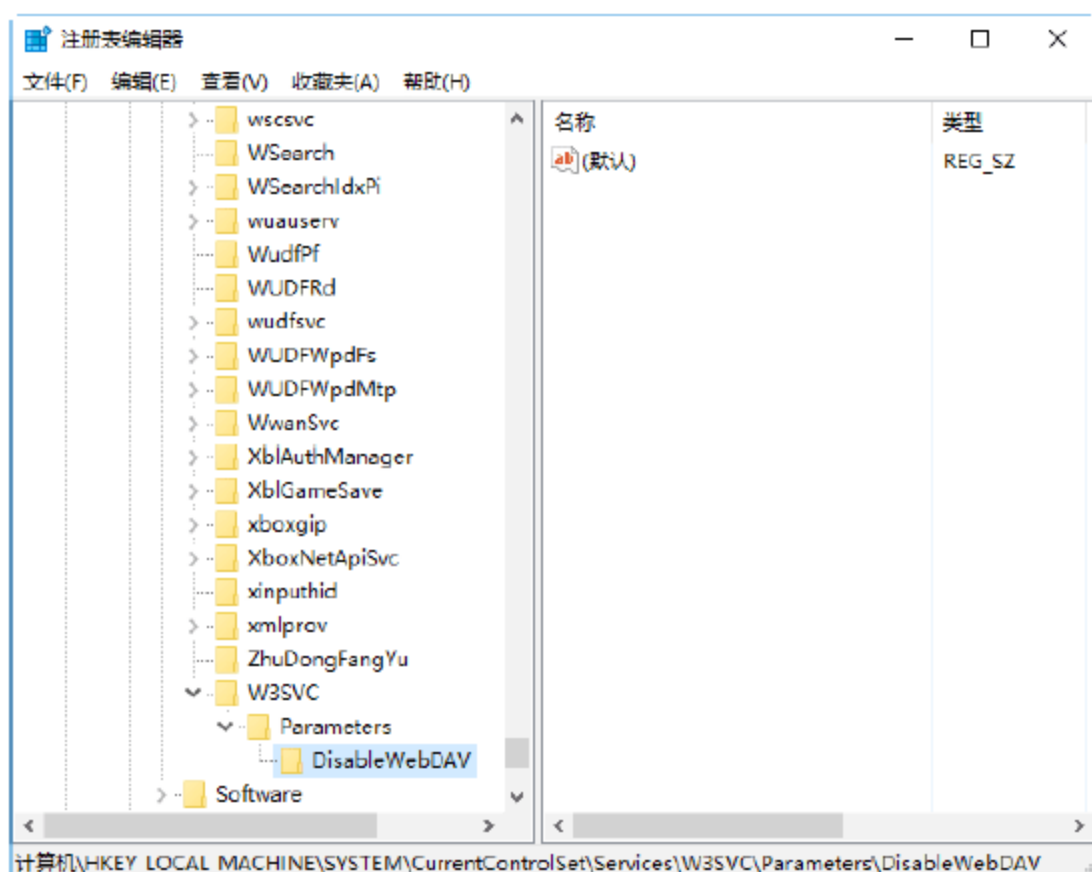 注册表编辑器
文件(F) 编辑(E) 查看(V) 收藏夹(A) 帮助(H)
wscsvc
WSearch
WSearchIdxPi
wuauserv
WudfPf
WUDFRd
wudfsvc
WUDFWpdFs
WUDFWpdMtp
WwanSvc
XblAuthManager
XblGameSave
xboxgip
XboxNetApiSvc
xinputhid
xmlprov
ZhuDongFangYu
W3SVC
Parameters
DisableWebDAV
Software
名称 类型
(默认) REG_SZ
计算机\HKEY_LOCAL_MACHINE\SYSTEM\CurrentControlSet\Services\W3SVC\Parameters\DisableWebDAV